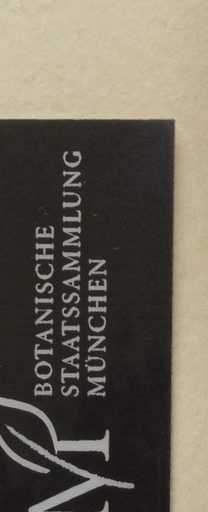 BOTANISCHE
STAATSSAMMLUNG
MÜNCHEN
M